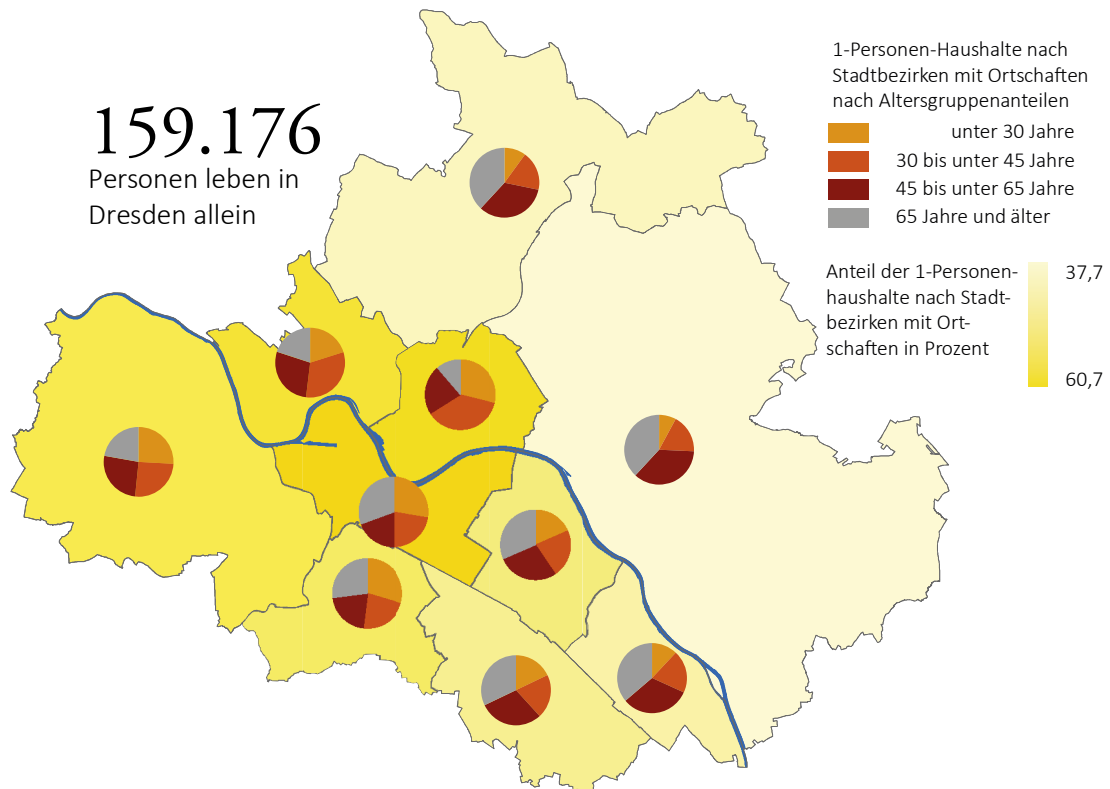 159.176
Personen leben in
Dresden allein
1-Personen-Haushalte nach
Stadtbezirken mit Ortschaften
nach Altersgruppenanteilen
unter 30 Jahre
30 bis unter 45 Jahre
45 bis unter 65 Jahre
65 Jahre und älter
Anteil der 1-Personen-
haushalte nach Stadt-
bezirken mit Ort-
schaften in Prozent
37,7
60,7